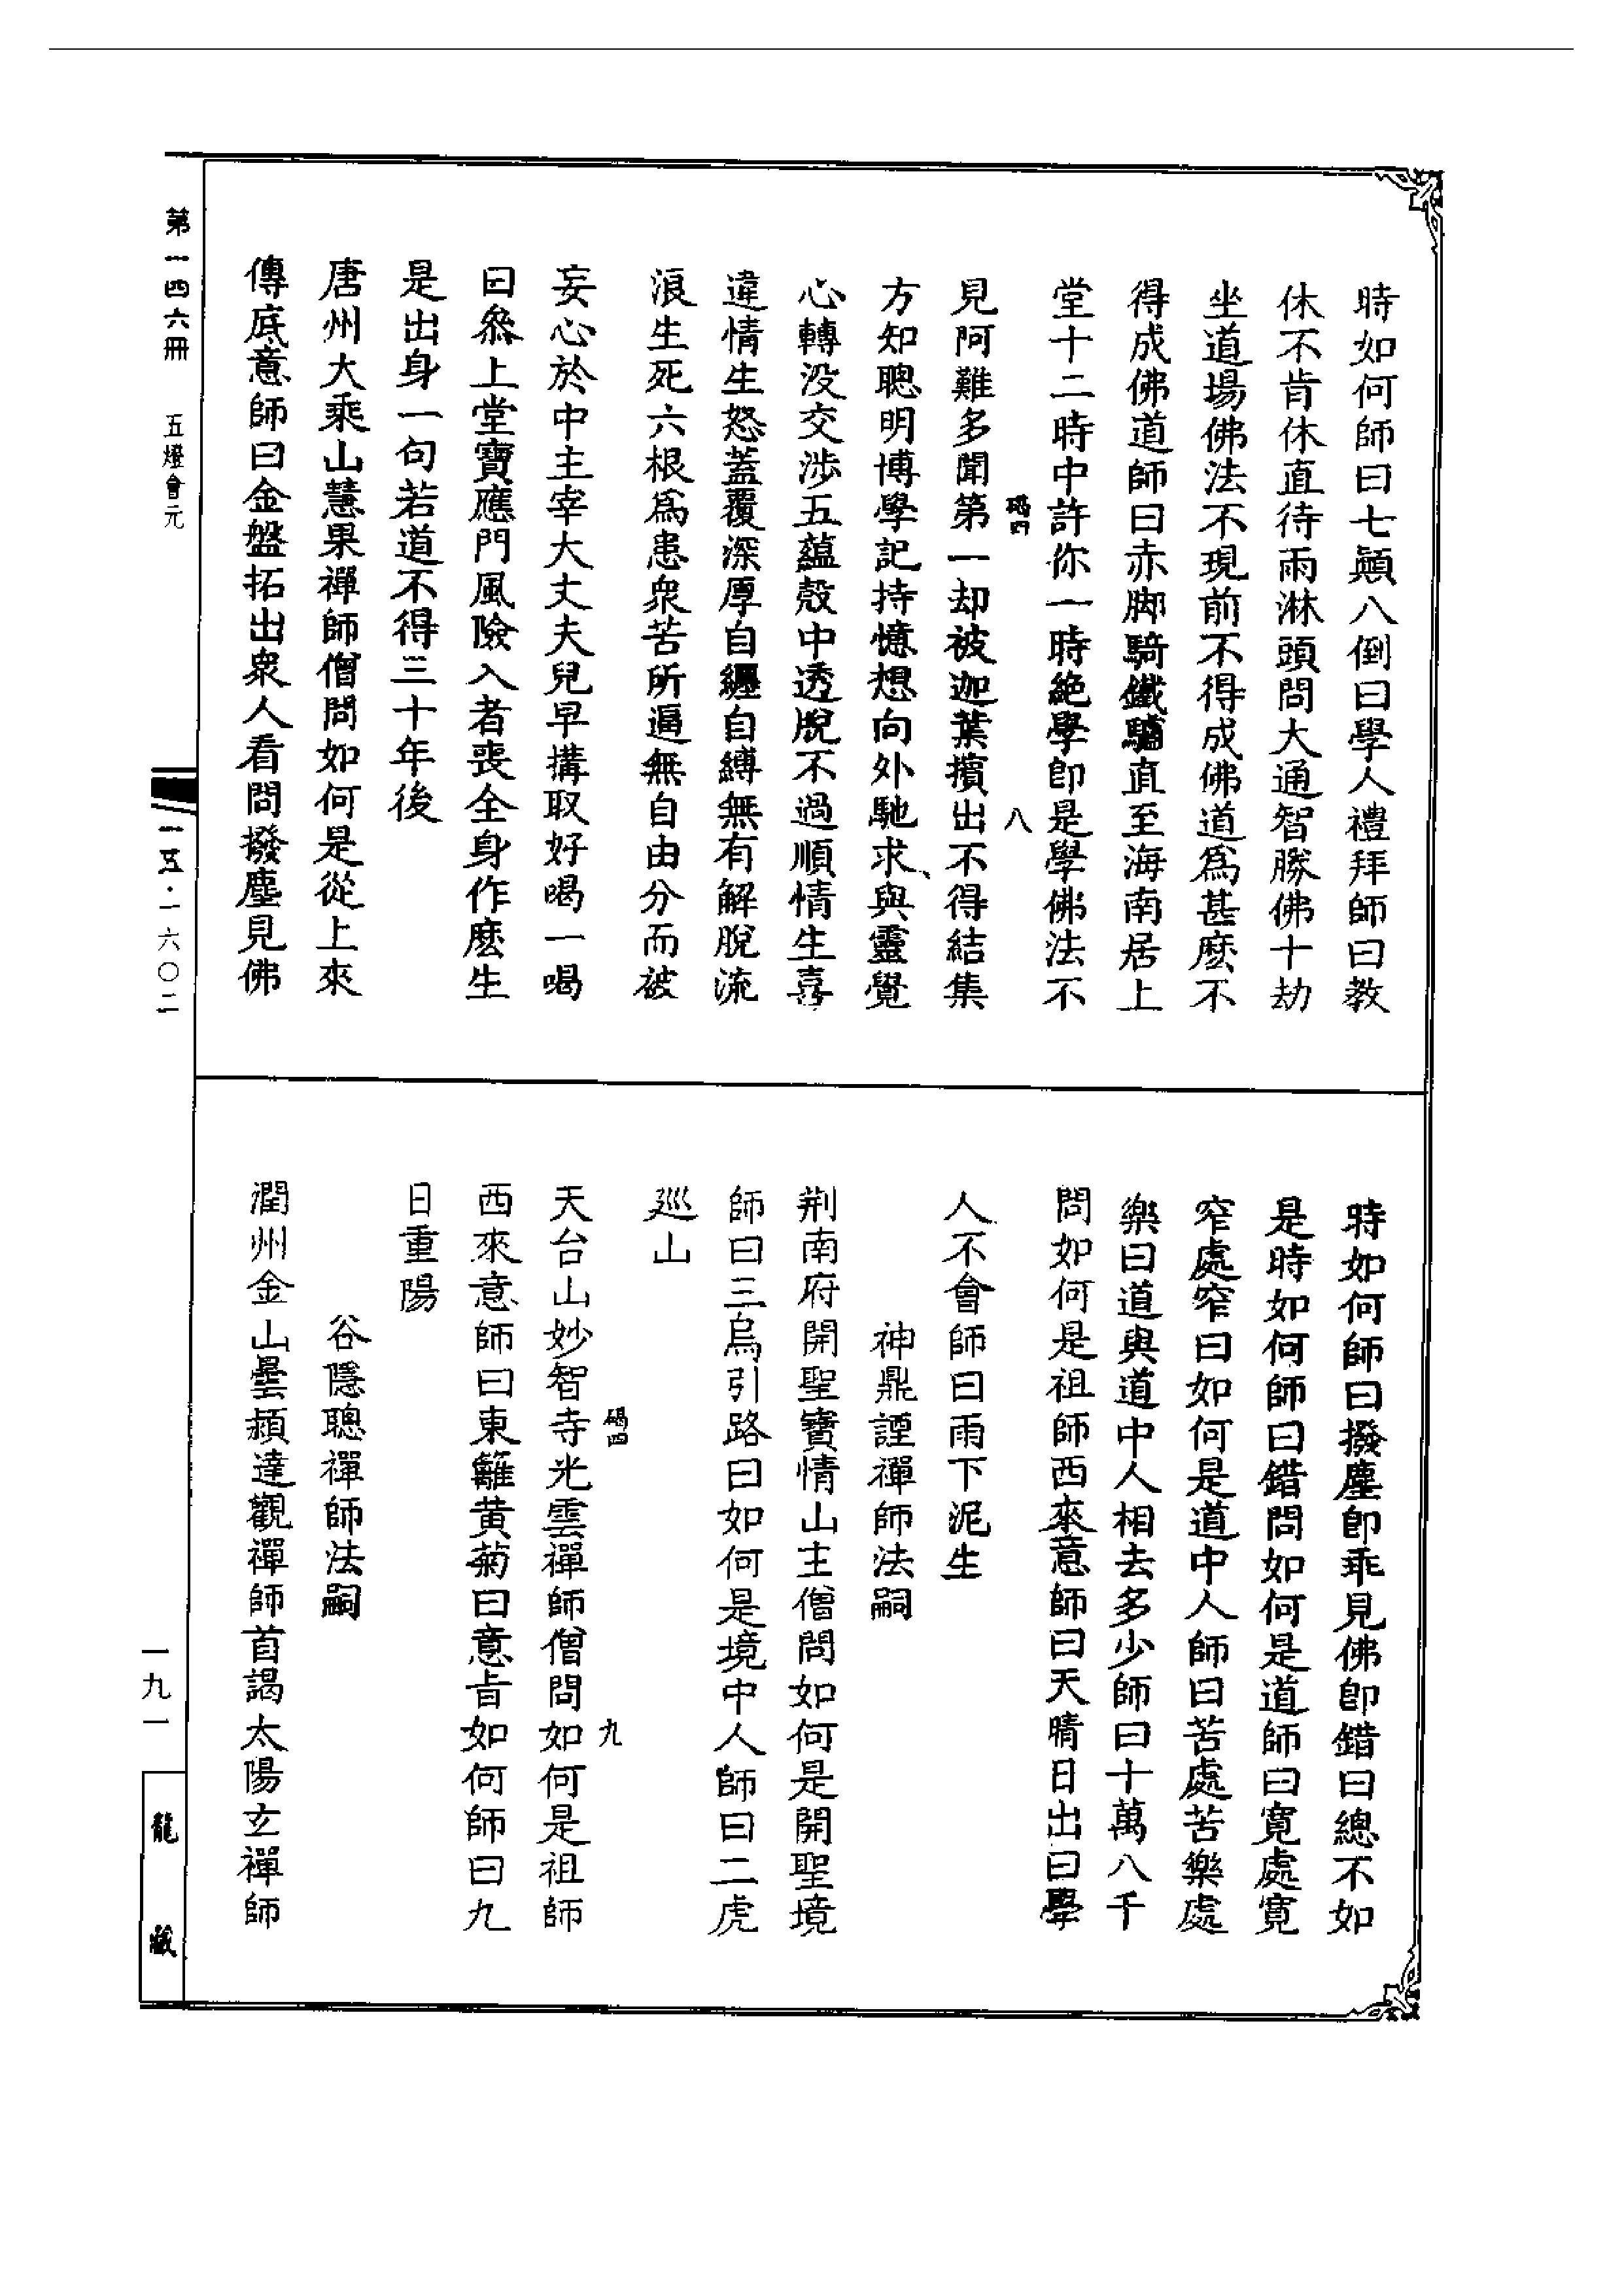 時如何師曰七顛八倒曰學人禮拜師曰教
休不肯休直待雨淋頭問大通智勝佛十劫
坐道場佛法不現前不得成佛道爲甚麽不
得成佛道師曰赤脚騎鐵驢直至海南居上
堂十二時中許你一時絕學卽是學佛法不
碣四 八
見阿難多聞第一却被迦葉擯出不得結集
方知聰明博學記持憶想向外馳求與靈覺
心轉没交涉五蘊殼中透脫不過順情生喜
違情生怒蓋覆深厚自纏自縛無有解脫流
浪生死六根爲患衆苦所逼無自由分而被
妄心於中主宰大丈夫兒早搆取好喝一喝
曰叅上堂寶應門風險入者喪全身作麽生
是出身一句若道不得三十年後
唐州大乘山慧果禪師僧問如何是從上來
傳底意師曰金盤拓出衆人看問撥塵見佛
時如何師曰撥塵卽乖見佛卽錯曰總不如
是時如何師曰錯問如何是道師曰寬處寬
窄處窄曰如何是道中人師曰苦處苦樂處
樂曰道與道中人相去多少師曰十萬八千
問如何是祖師西來意師曰天晴日出曰學
人不會師曰雨下泥生
神鼎諲禪師法嗣
荆南府開聖寶情山主僧問如何是開聖境
師曰三烏引路曰如何是境中人師曰二虎
巡山
碣四 九
天台山妙智寺光雲禪師僧問如何是祖師
西來意師曰東籬黄菊曰意旨如何師曰九
日重陽
谷隱聰禪師法嗣
潤州金山曇穎達觀禪師首謁太陽玄禪師
第一四六冊 五燈會元
一五·一六〇二
一九一
龍藏